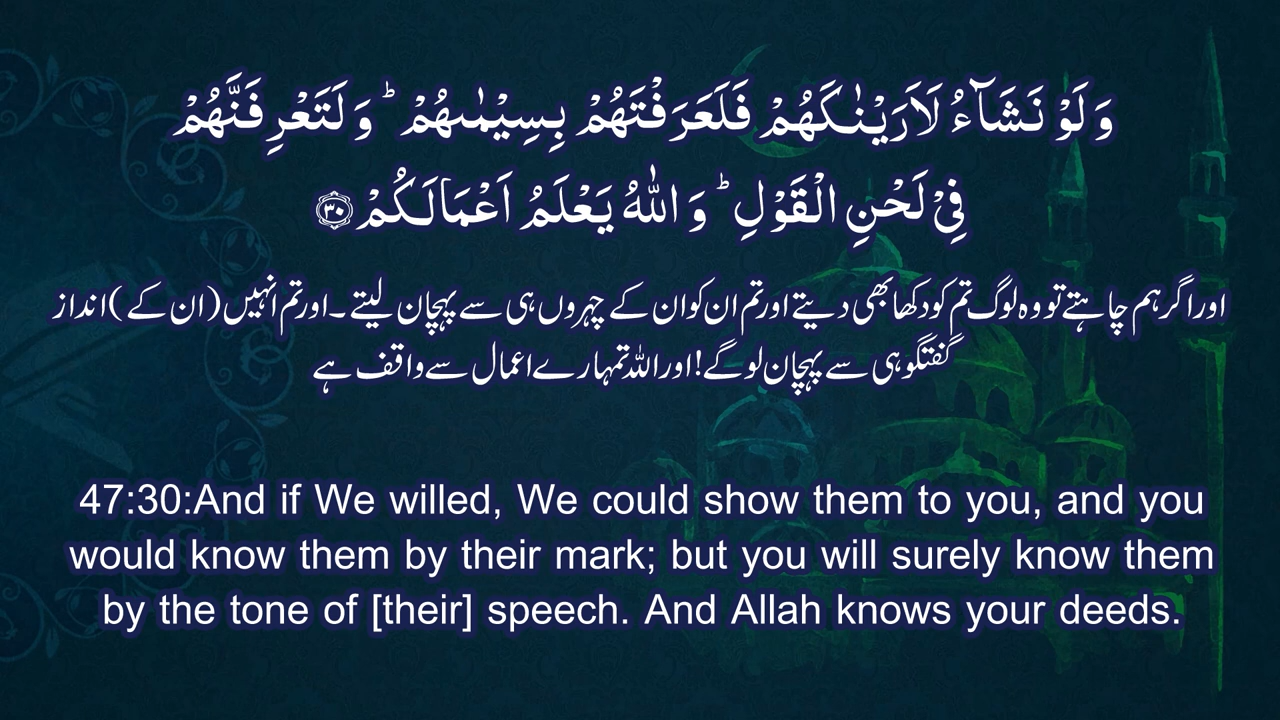 وَلَوْ نَشَآءُ لَاَرَيْنٰكَهُمْ فَلَعَرَفْتَهُمْ بِسِيْمٰىهُمْ ؕ وَلَتَعْرِفَنَّهُمْ
فِىْ لَحْنِ الْقَوْلِ ؕ وَاللّٰهُ يَعْلَمُ اَعْمَالَكُمْ ۝۳۰
اور اگر ہم چاہتے تو وہ لوگ تم کو دکھا بھی دیتے اور تم ان کو ان کے چہروں ہی سے پہچان لیتے۔ اور تم انہیں (ان کے ) انداز
گفتگو ہی سے پہچان لو گے! اور اللہ تمہارے اعمال سے واقف ہے
47:30:And if We willed, We could show them to you, and you
would know them by their mark; but you will surely know them
by the tone of [their] speech. And Allah knows your deeds.